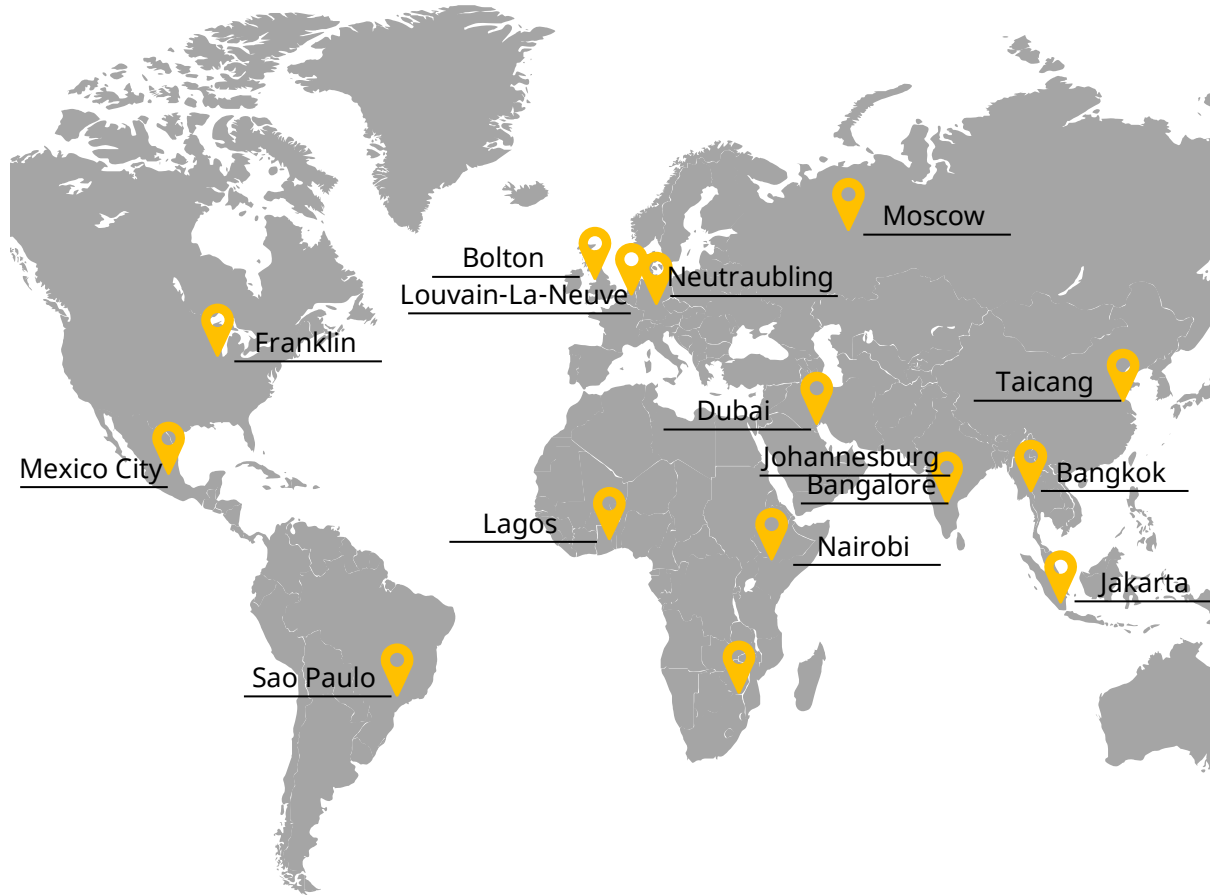 Moscow
Bolton
Neutraubling
Louvain-La-Neuve
Franklin
Taicang
Dubai
Johannesburg
Mexico City
Bangkok
Bangalore
Lagos
Nairobi
Jakarta
Sao Paulo